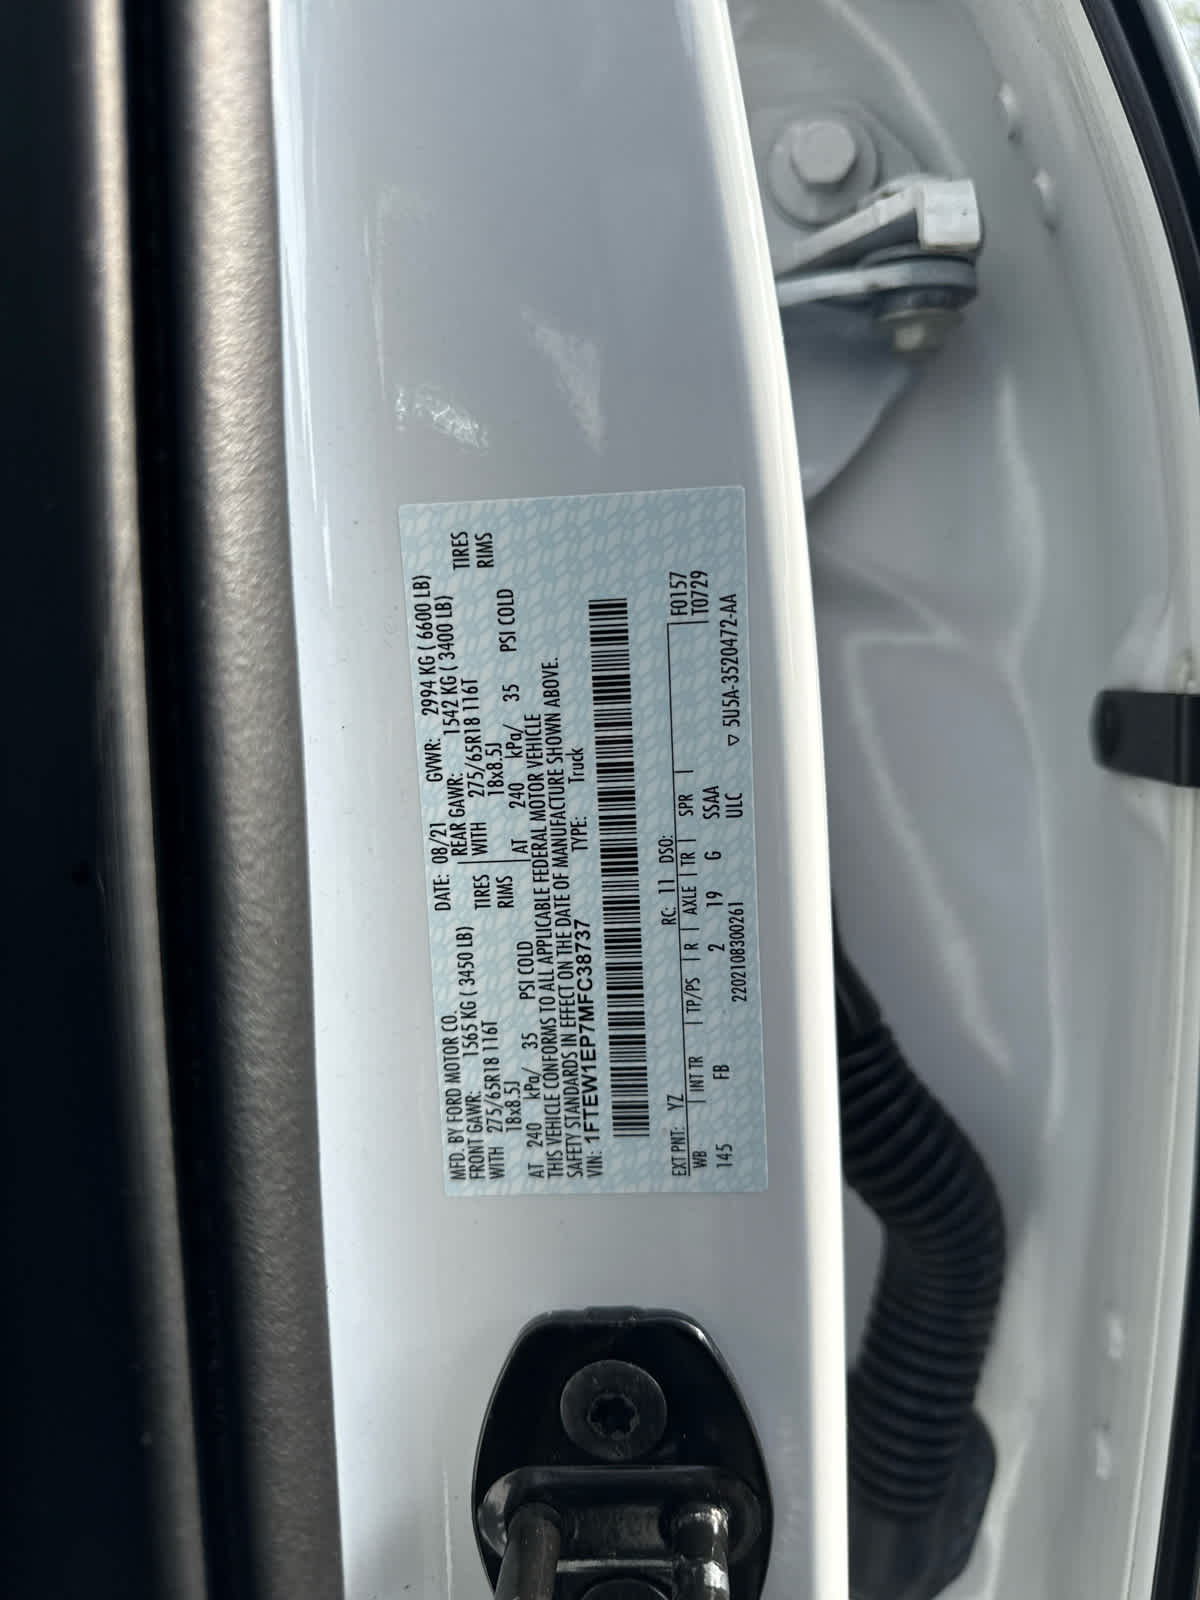 MFD. BY FORD MOTOR CO. DATE: 08/21 GVWR: 2994 KG ( 6600 LB)
FRONT GAWR: 1565 KG ( 3450 LB) REAR GAWR: 1542 KG ( 3400 LB)
WITH 275/65R18 116T TIRES WITH 275/65R18 116T TIRES
18x8.5J RIMS 18x8.5J RIMS
AT 240 kPa/ 35 PSI COLD AT 240 kPa/ 35 PSI COLD
THIS VEHICLE CONFORMS TO ALL APPLICABLE FEDERAL MOTOR VEHICLE
SAFETY STANDARDS IN EFFECT ON THE DATE OF MANUFACTURE SHOWN ABOVE.
VIN: 1FTEW1EP7MFC38737 TYPE: Truck
EXT PNT: YZ RC: 11 DSO: F0157
WB INT TR TP/PS R AXLE TR SPR T0729
145 FB 2 19 G SSAA
2202108300261 ULC ▽ 5U5A-3520472-AA